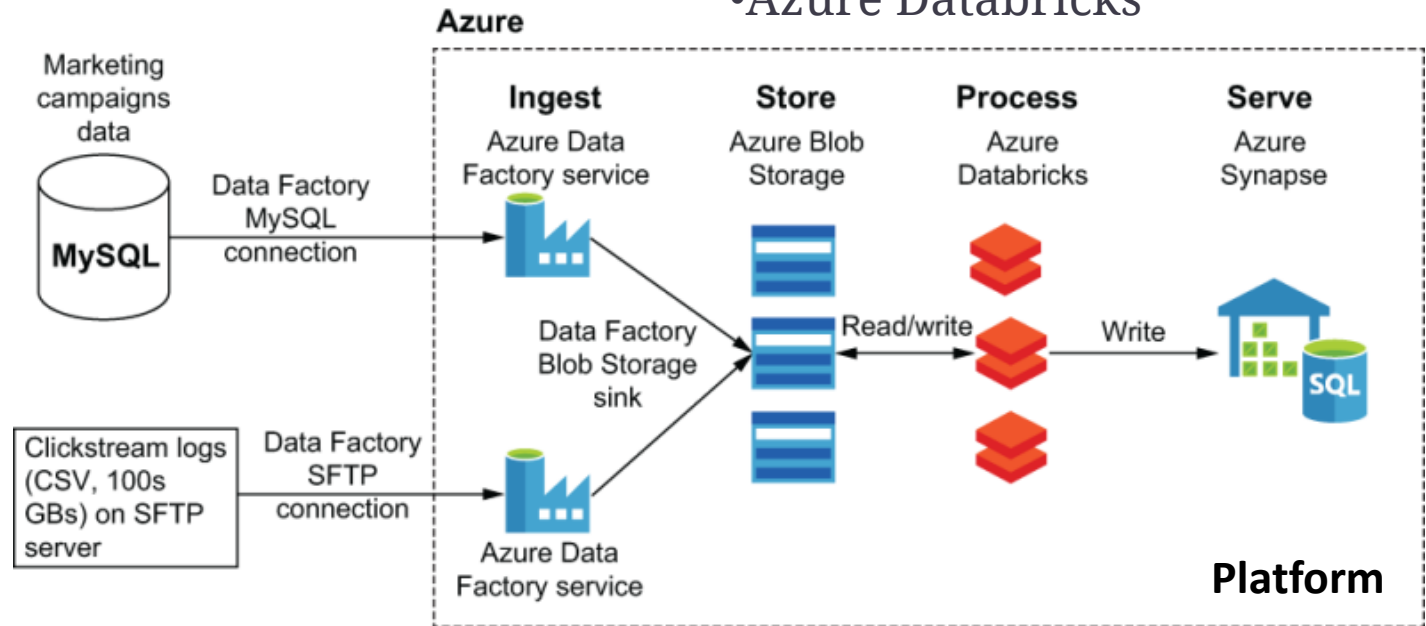 •Azure Databricks
Azure
Marketing
campaigns
data
MySQL
Data Factory
MySQL
connection
Ingest
Azure Data
Factory service
Store
Azure Blob
Storage
Process
Azure
Databricks
Serve
Azure
Synapse
Data Factory
Blob Storage
sink
Read/write
Write
SQL
Clickstream logs
(CSV, 100s
GBs) on SFTP
server
Data Factory
SFTP
connection
Azure Data
Factory service
Platform